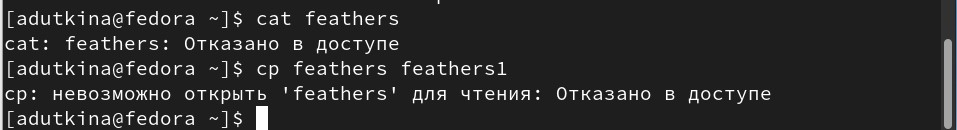 [adutkina@fedora ~]$ cat feathers
cat: feathers: Отказано в доступе
[adutkina@fedora ~]$ cp feathers feathers1
cp: невозможно открыть 'feathers' для чтения: Отказано в доступе
[adutkina@fedora ~]$